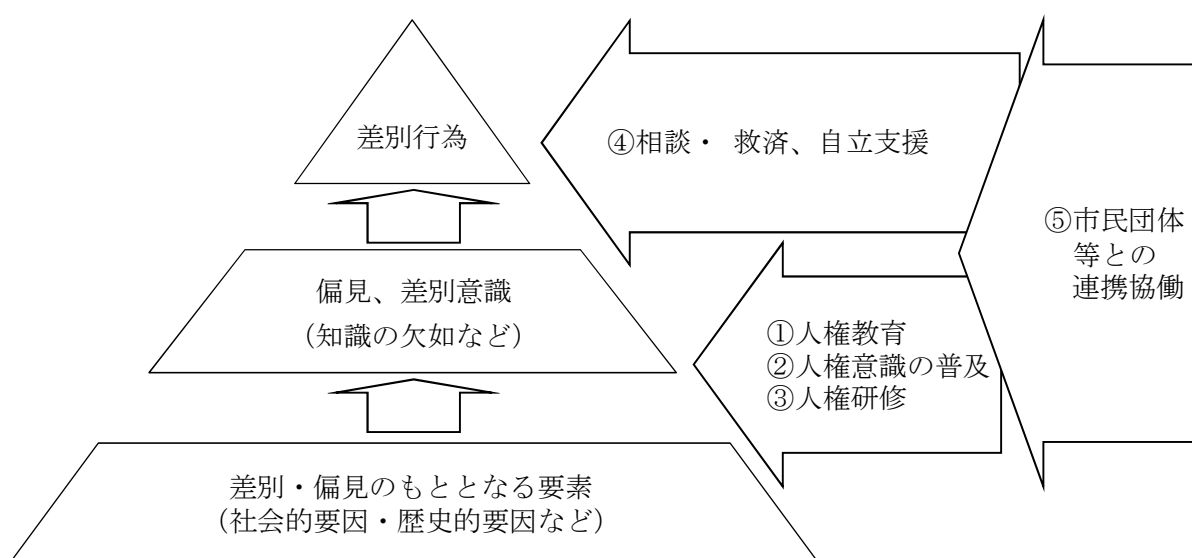 差別行為
④相談・ 救済、自立支援
⑤市民団体
等との
連携協働
偏見、差別意識
（知識の欠如など）
①人権教育
②人権意識の普及
③人権研修
差別・偏見のもととなる要素
（社会的要因・歴史的要因など）